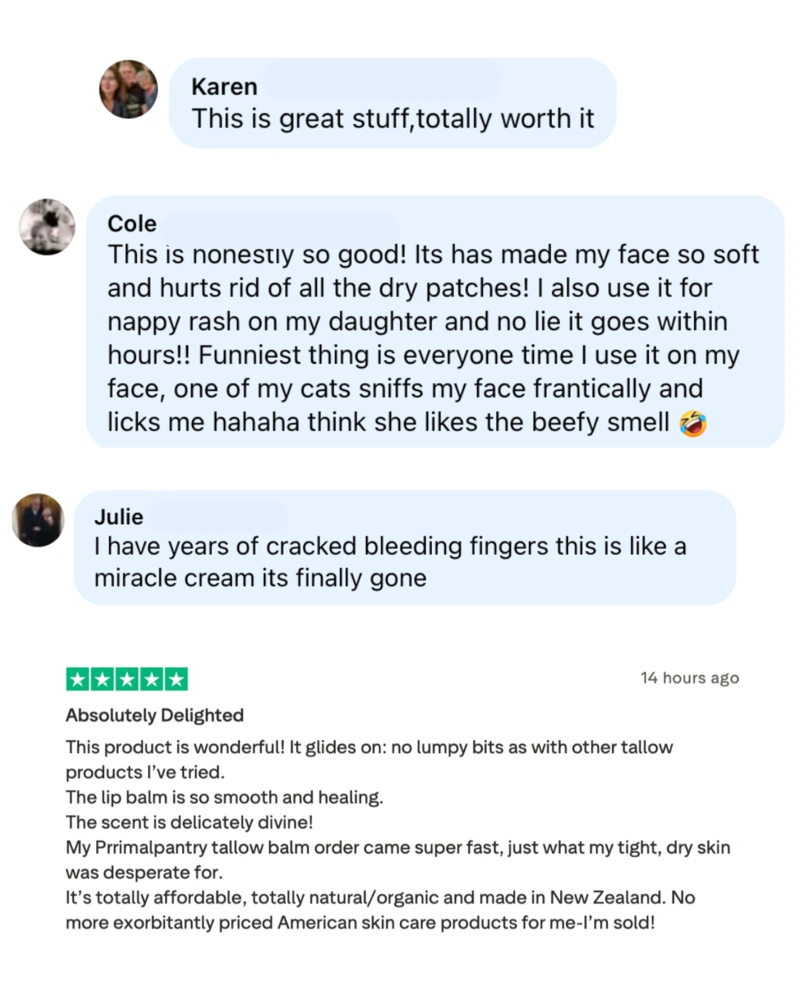 Karen
This is great stuff,totally worth it
Cole
This is nonestly so good! Its has made my face so soft
and hurts rid of all the dry patches! I also use it for
nappy rash on my daughter and no lie it goes within
hours!! Funniest thing is everyone time I use it on my
face, one of my cats sniffs my face frantically and
licks me hahaha think she likes the beefy smell 🤣
Julie
I have years of cracked bleeding fingers this is like a
miracle cream its finally gone
14 hours ago
Absolutely Delighted
This product is wonderful! It glides on: no lumpy bits as with other tallow
products I've tried.
The lip balm is so smooth and healing.
The scent is delicately divine!
My Prrimalpantry tallow balm order came super fast, just what my tight, dry skin
was desperate for.
It's totally affordable, totally natural/organic and made in New Zealand. No
more exorbitantly priced American skin care products for me-I'm sold!